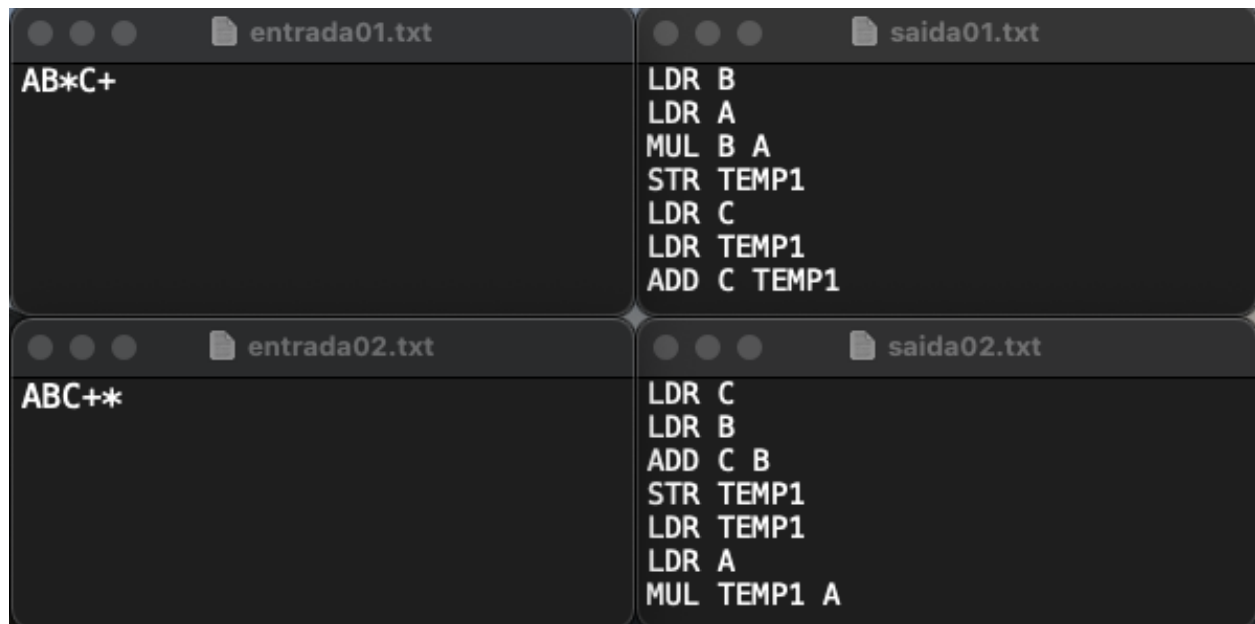 entrada01.txt
AB*C+
saida01.txt
LDR B
LDR A
MUL B A
STR TEMP1
LDR C
LDR TEMP1
ADD C TEMP1
entrada02.txt
ABC+*
saida02.txt
LDR C
LDR B
ADD C B
STR TEMP1
LDR TEMP1
LDR A
MUL TEMP1 A